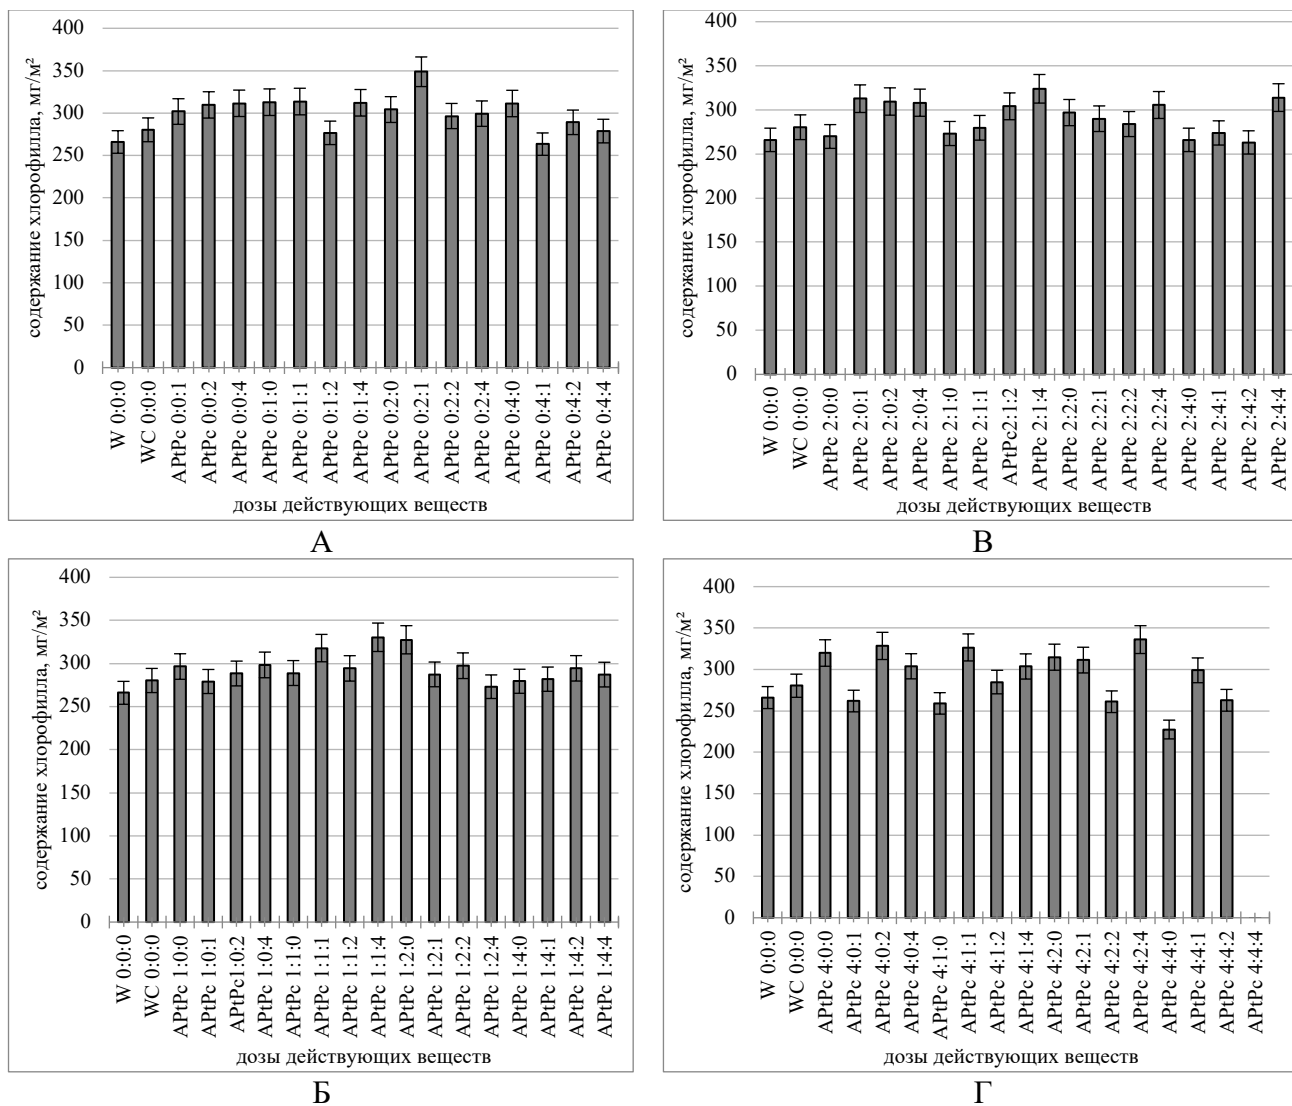 содержание хлорофилла, мг/м²
400
350
300
250
200
150
100
50
0
W 0:0:0
WC 0:0:0
APtPc 0:0:1
APtPc 0:0:2
APtPc 0:0:4
APtPc 0:1:0
APtPc 0:1:1
APtPc 0:1:2
APtPc 0:1:4
APtPc 0:2:0
APtPc 0:2:1
APtPc 0:2:2
APtPc 0:2:4
APtPc 0:4:0
APtPc 0:4:1
APtPc 0:4:2
APtPc 0:4:4
дозы действующих веществ
А
содержание хлорофилла, мг/м²
400
350
300
250
200
150
100
50
0
W 0:0:0
WC 0:0:0
APtPc 2:0:0
APtPc 2:0:1
APtPc 2:0:2
APtPc 2:0:4
APtPc 2:1:0
APtPc 2:1:1
APtPc2:1:2
APtPc 2:1:4
APtPc 2:2:0
APtPc 2:2:1
APtPc 2:2:2
APtPc 2:2:4
APtPc 2:4:0
APtPc 2:4:1
APtPc 2:4:2
APtPc 2:4:4
дозы действующих веществ
В
содержание хлорофилла, мг/м²
400
350
300
250
200
150
100
50
0
W 0:0:0
WC 0:0:0
APtPc 1:0:0
APtPc 1:0:1
APtPc1:0:2
APtPc 1:0:4
APtPc 1:1:0
APtPc 1:1:1
APtPc 1:1:2
APtPc 1:1:4
APtPc 1:2:0
APtPc 1:2:1
APtPc 1:2:2
APtPc 1:2:4
APtPc 1:4:0
APtPc 1:4:1
APtPc 1:4:2
APtPc 1:4:4
дозы действующих веществ
Б
содержание хлорофилла, мг/м²
400
350
300
250
200
150
100
50
0
W 0:0:0
WC 0:0:0
APtPc 4:0:0
APtPc 4:0:1
APtPc 4:0:2
APtPc 4:0:4
APtPc 4:1:0
APtPc 4:1:1
APtPc 4:1:2
APtPc 4:1:4
APtPc 4:2:0
APtPc 4:2:1
APtPc 4:2:2
APtPc 4:2:4
APtPc 4:4:0
APtPc 4:4:1
APtPc 4:4:2
APtPc 4:4:4
дозы действующих веществ
Г